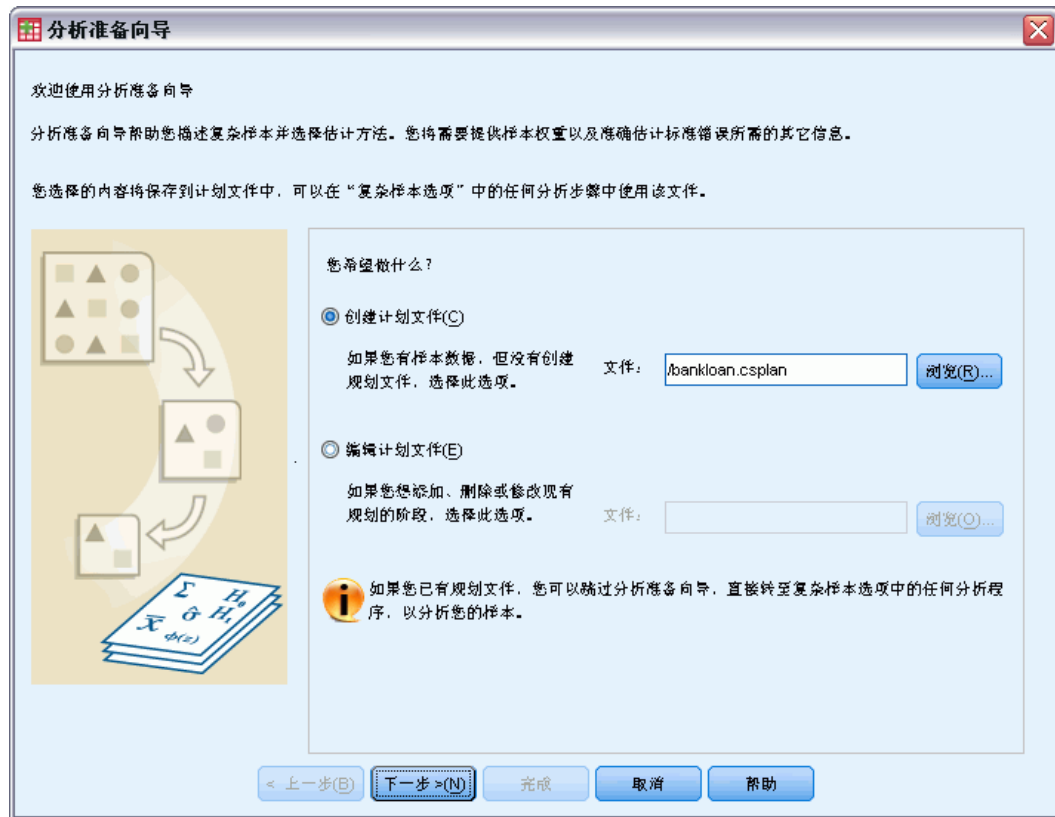 分析准备向导
欢迎使用分析准备向导
分析准备向导帮助您描述复杂样本并选择估计方法。您将需要提供样本权重以及准确估计标准错误所需的其它信息。
您选择的内容将保存到计划文件中，可以在“复杂样本选项”中的任何分析步骤中使用该文件。
您希望做什么？
创建计划文件(C)
如果您有样本数据，但没有创建
规划文件，选择此选项。
文件：
/bankloan.csplan
浏览(R)...
编辑计划文件(E)
如果您想添加、删除或修改现有
规划的阶段，选择此选项。
文件：
浏览(O)...
如果您已有规划文件，您可以跳过分析准备向导，直接转至复杂样本选项中的任何分析程
序，以分析您的样本。
Σ H₀
x̄ σ̂ H₁
φ(z)
< 上一步(B)
下一步 >(N)
完成
取消
帮助